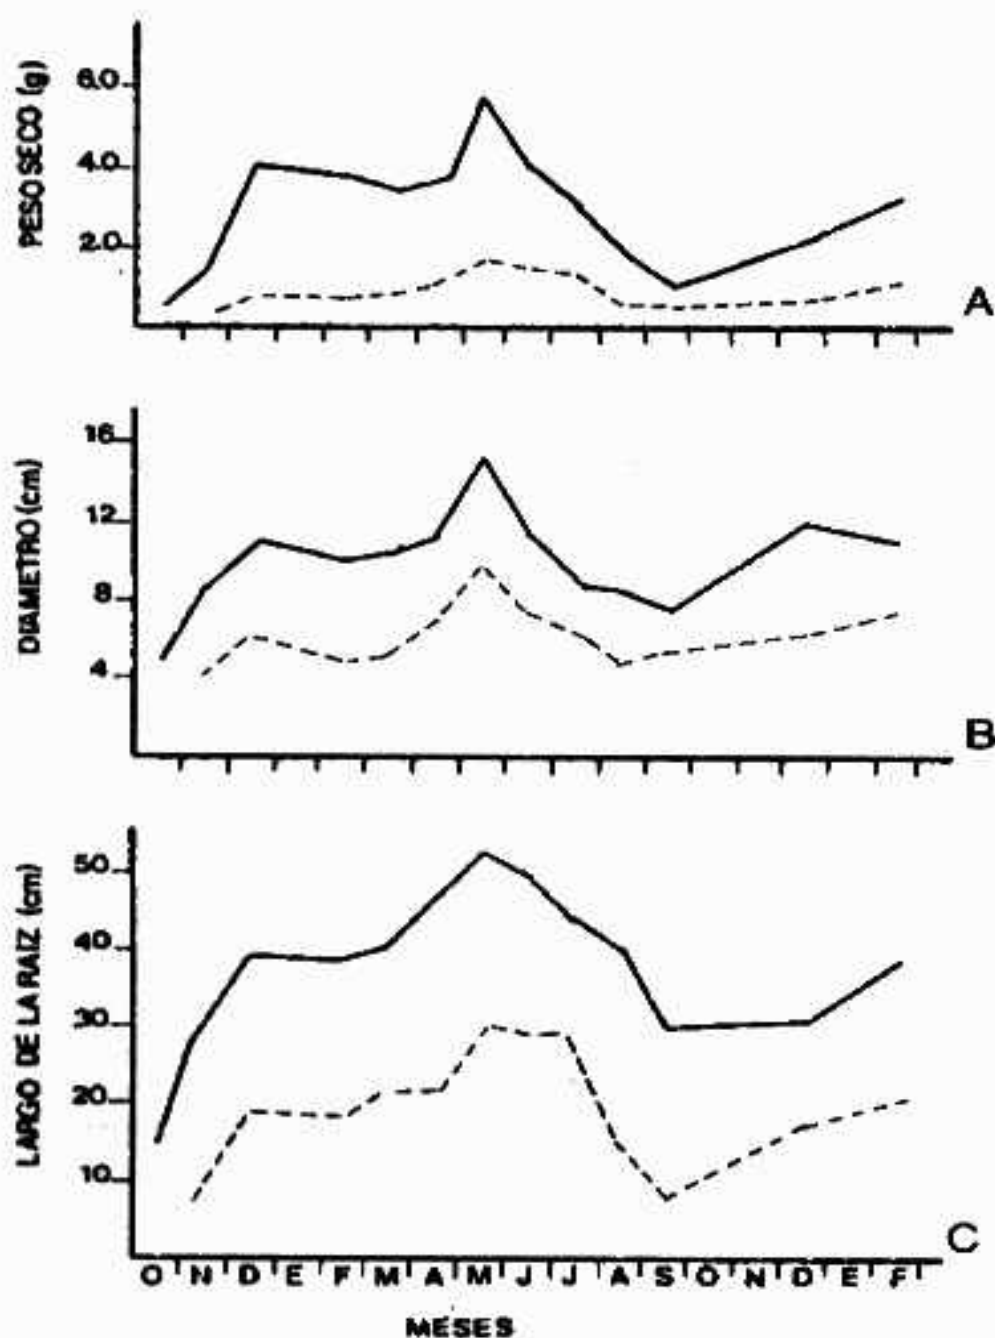 PESO SECO (g)
6.0
4.0
2.0
A
DIAMETRO (cm)
16
12
8
4
B
LARGO DE LA RAIZ (cm)
50
40
30
20
10
C
O N D E F M A M J J A S O N D E F
MESES